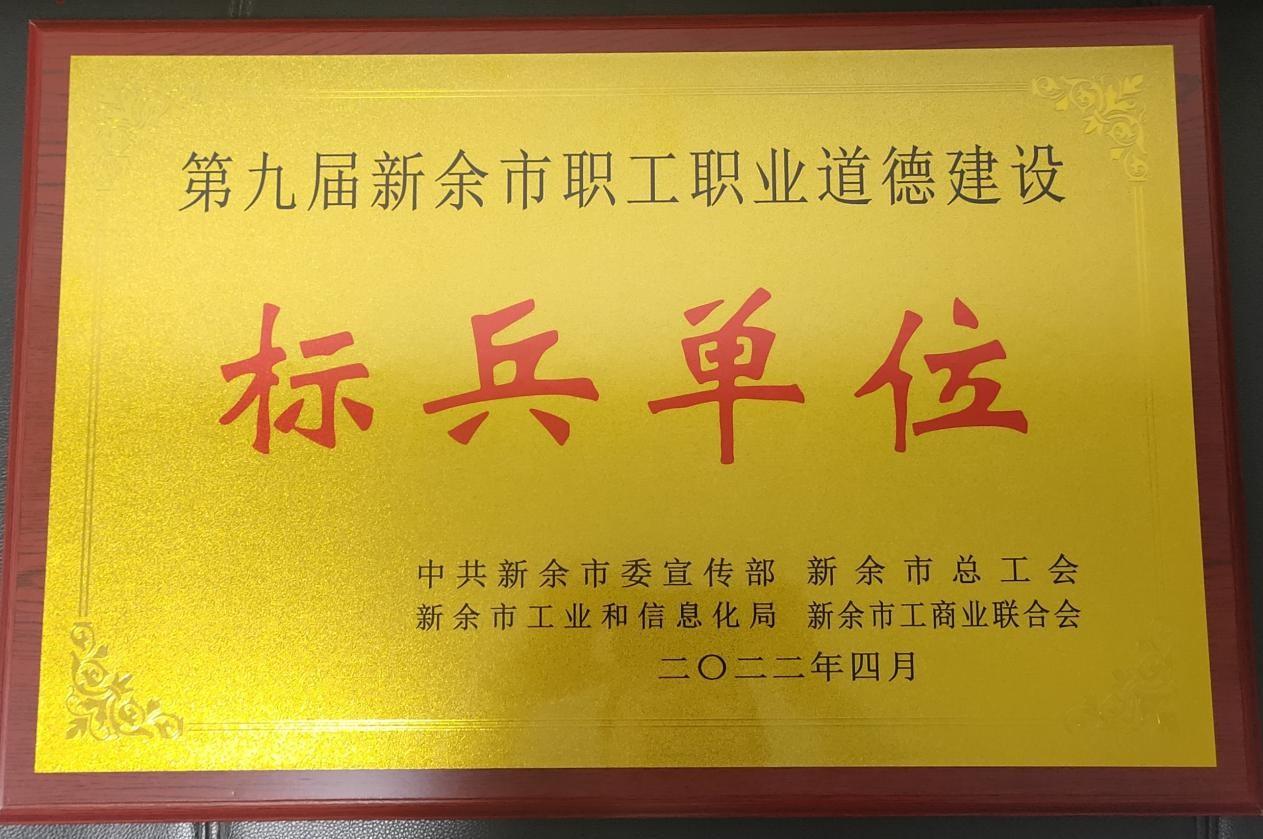 第九届新余市职工职业道德建设
标兵单位
中共新余市委宣传部 新余市总工会
新余市工业和信息化局 新余市工商业联合会
二〇二二年四月